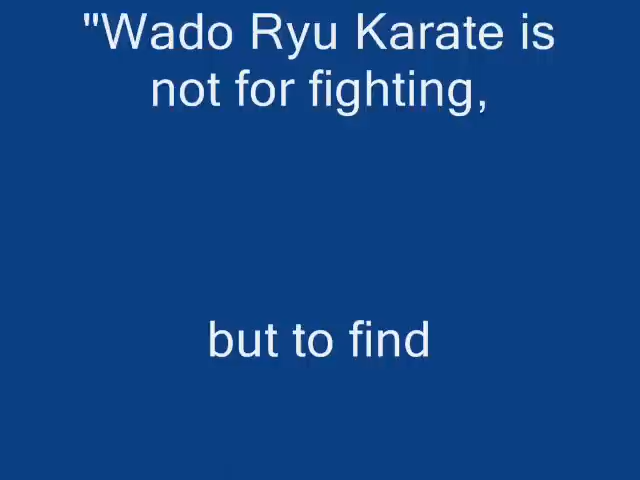 "Wado Ryu Karate is
not for fighting,
but to find